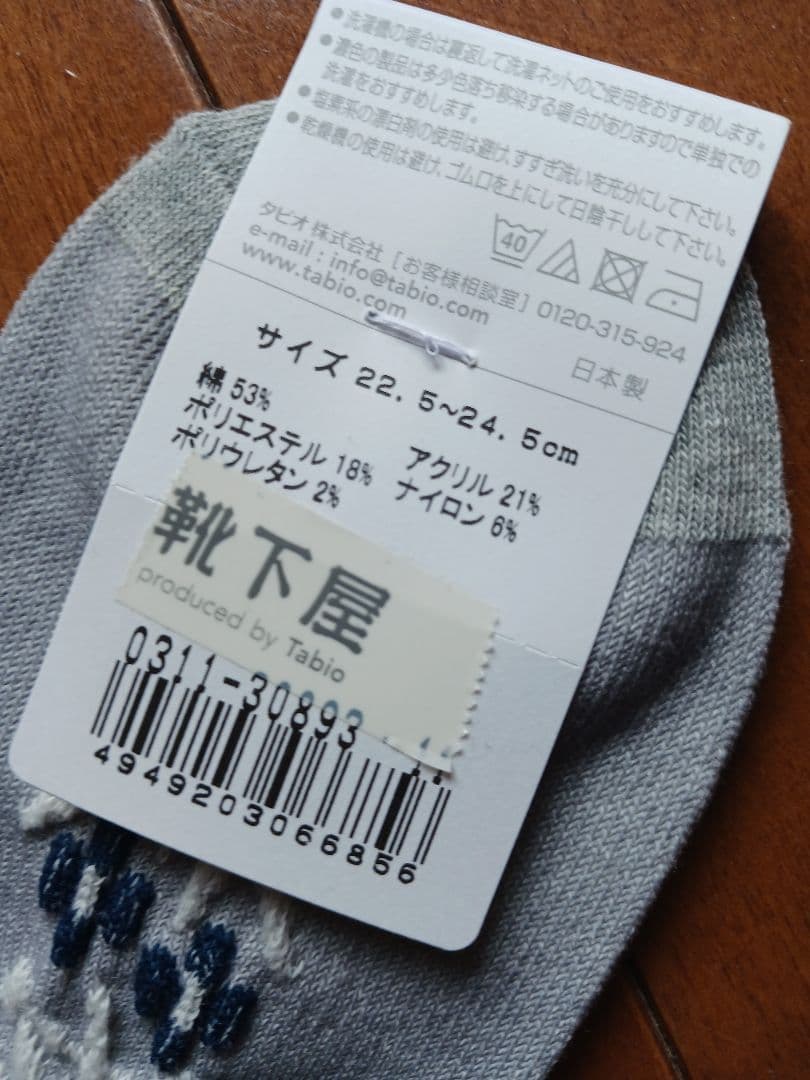 ●洗濯機の場合は裏返して洗濯ネットのご使用をおすすめします。
●濃色の製品は多少色落ち移染する場合がありますので単独での
洗濯をおすすめします。
●塩素系の漂白剤の使用は避け、すすぎ洗いを充分にして下さい。
●乾燥機の使用は避け、ゴム口を上にして日陰干しして下さい。
40
タビオ 株式会社 [お客様相談室] 0120-315-924
e-mail : info@tabio.com
www.tabio.com
日本製
サイズ 22.5~24.5cm
綿 53% アクリル 21%
ポリエステル 18% ナイロン 6%
ポリウレタン 2%
靴下屋
produced by Tabio
0311-30893
4949203066856